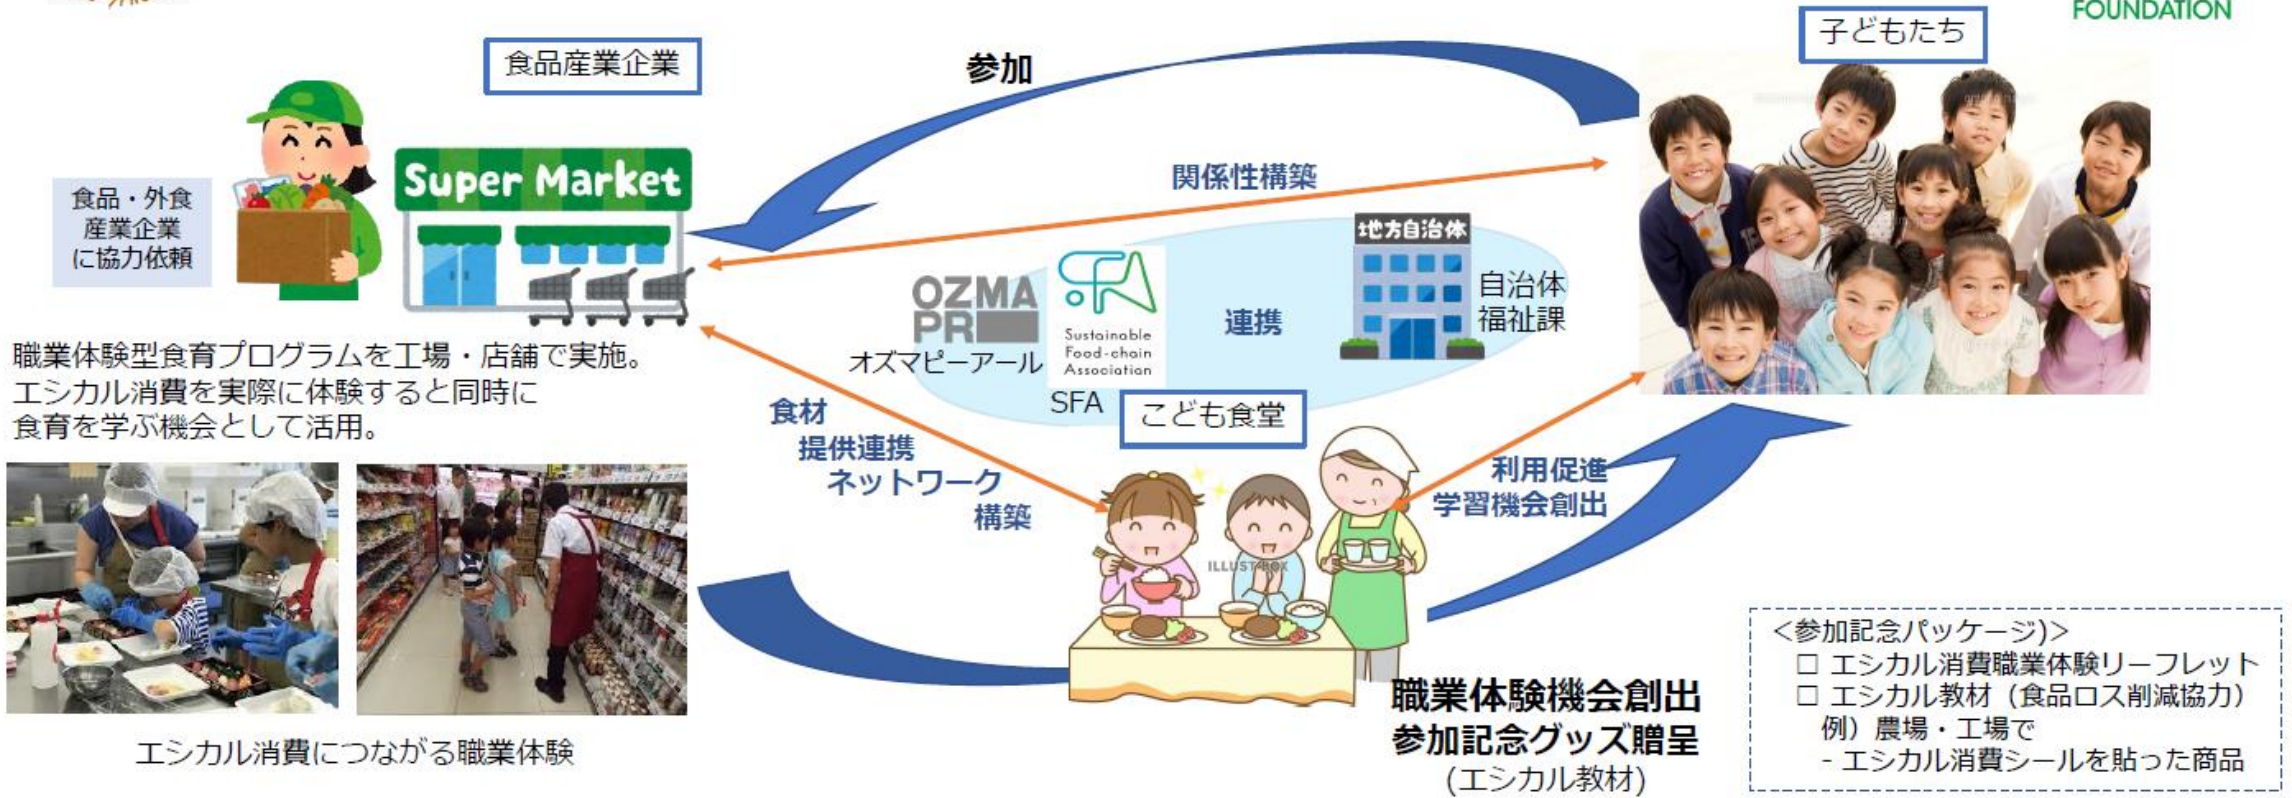 FOUNDATION
食品産業企業
参加
子どもたち
Super Market
食品・外食
産業企業
に協力依頼
関係性構築
地方自治体
自治体
福祉課
連携
OZMA
PR
オズマピーアール
SFA
Sustainable
Food-chain
Association
SFA
職業体験型食育プログラムを工場・店舗で実施。
エシカル消費を実際に体験すると同時に
食育を学ぶ機会として活用。
食材
提供連携
ネットワーク
構築
こども食堂
利用促進
学習機会創出
ILLUST BOX
職業体験機会創出
参加記念グッズ贈呈
(エシカル教材)
エシカル消費につながる職業体験
＜参加記念パッケージ)＞
□ エシカル消費職業体験リーフレット
□ エシカル教材（食品ロス削減協力）
例）農場・工場で
- エシカル消費シールを貼った商品